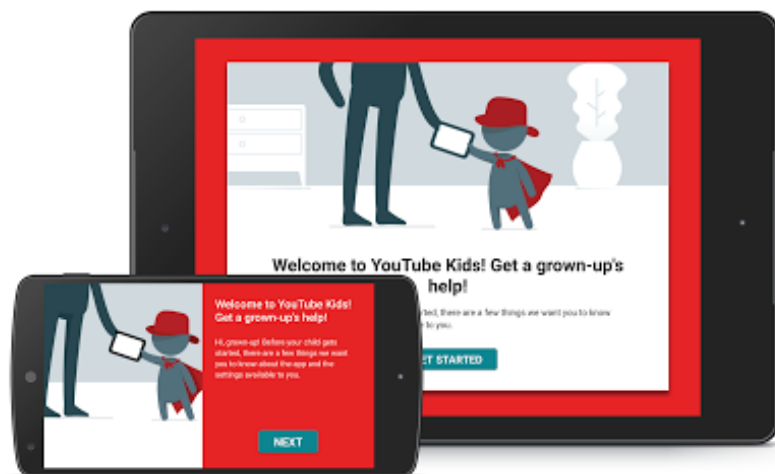 Welcome to YouTube Kids! Get a grown-up's
help!
there are a few things we want you to know
to you.
ET STARTED
Welcome to YouTube Kids!
Get a grown-up's help!
Hi, grown-up! Before your child gets
started, there are a few things we want
you to know about the app and the
settings available to you.
NEXT